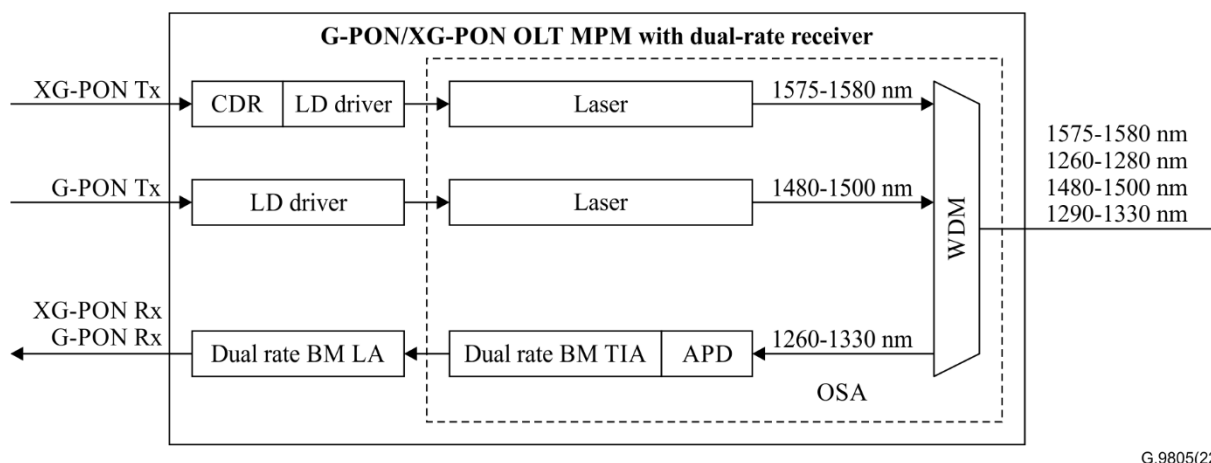 G-PON/XG-PON OLT MPM with dual-rate receiver
XG-PON Tx
CDR
LD driver
Laser
1575-1580 nm
G-PON Tx
LD driver
Laser
1480-1500 nm
WDM
1575-1580 nm
1260-1280 nm
1480-1500 nm
1290-1330 nm
XG-PON Rx
G-PON Rx
Dual rate BM LA
Dual rate BM TIA
APD
1260-1330 nm
OSA
G.9805(22